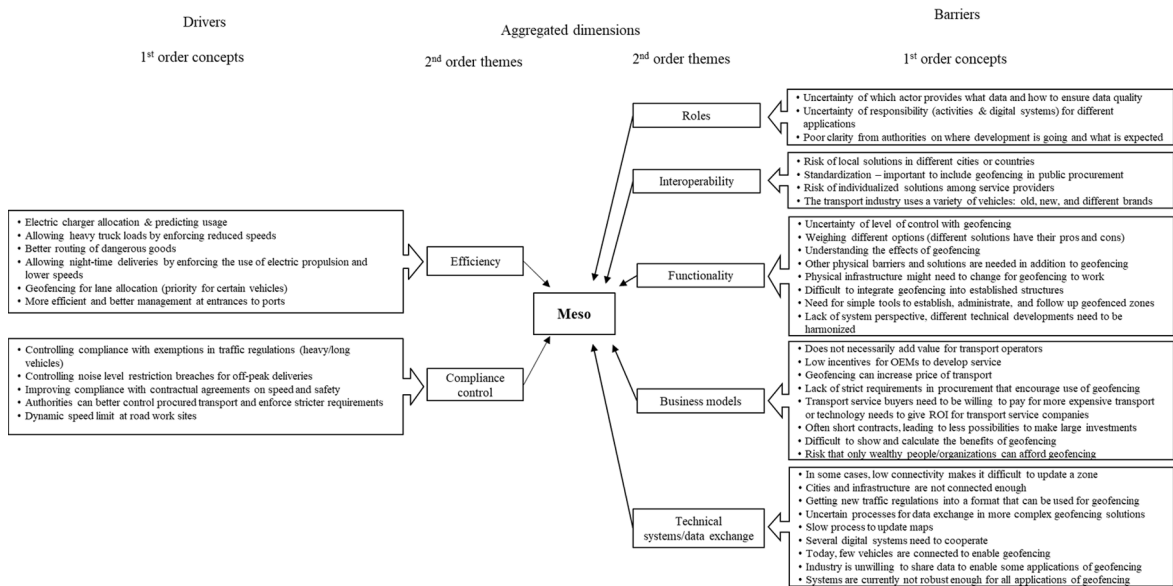 Drivers
Aggregated dimensions
Barriers
1st order concepts
2nd order themes
2nd order themes
1st order concepts
• Electric charger allocation & predicting usage
• Allowing heavy truck loads by enforcing reduced speeds
• Better routing of dangerous goods
• Allowing night-time deliveries by enforcing the use of electric propulsion and
lower speeds
• Geofencing for lane allocation (priority for certain vehicles)
• More efficient and better management at entrances to ports
Efficiency
• Controlling compliance with exemptions in traffic regulations (heavy/long
vehicles)
• Controlling noise level restriction breaches for off-peak deliveries
• Improving compliance with contractual agreements on speed and safety
• Authorities can better control procured transport and enforce stricter requirements
• Dynamic speed limit at road work sites
Compliance
control
Meso
Roles
• Uncertainty of which actor provides what data and how to ensure data quality
• Uncertainty of responsibility (activities & digital systems) for different
applications
• Poor clarity from authorities on where development is going and what is expected
Interoperability
• Risk of local solutions in different cities or countries
• Standardization – important to include geofencing in public procurement
• Risk of individualized solutions among service providers
• The transport industry uses a variety of vehicles: old, new, and different brands
Functionality
• Uncertainty of level of control with geofencing
• Weighing different options (different solutions have their pros and cons)
• Understanding the effects of geofencing
• Other physical barriers and solutions are needed in addition to geofencing
• Physical infrastructure might need to change for geofencing to work
• Difficult to integrate geofencing into established structures
• Need for simple tools to establish, administrate, and follow up geofenced zones
• Lack of system perspective, different technical developments need to be
harmonized
Business models
• Does not necessarily add value for transport operators
• Low incentives for OEMs to develop service
• Geofencing can increase price of transport
• Lack of strict requirements in procurement that encourage use of geofencing
• Transport service buyers need to be willing to pay for more expensive transport
or technology needs to give ROI for transport service companies
• Often short contracts, leading to less possibilities to make large investments
• Difficult to show and calculate the benefits of geofencing
• Risk that only wealthy people/organizations can afford geofencing
Technical
systems/data exchange
• In some cases, low connectivity makes it difficult to update a zone
• Cities and infrastructure are not connected enough
• Getting new traffic regulations into a format that can be used for geofencing
• Uncertain processes for data exchange in more complex geofencing solutions
• Slow process to update maps
• Several digital systems need to cooperate
• Today, few vehicles are connected to enable geofencing
• Industry is unwilling to share data to enable some applications of geofencing
• Systems are currently not robust enough for all applications of geofencing